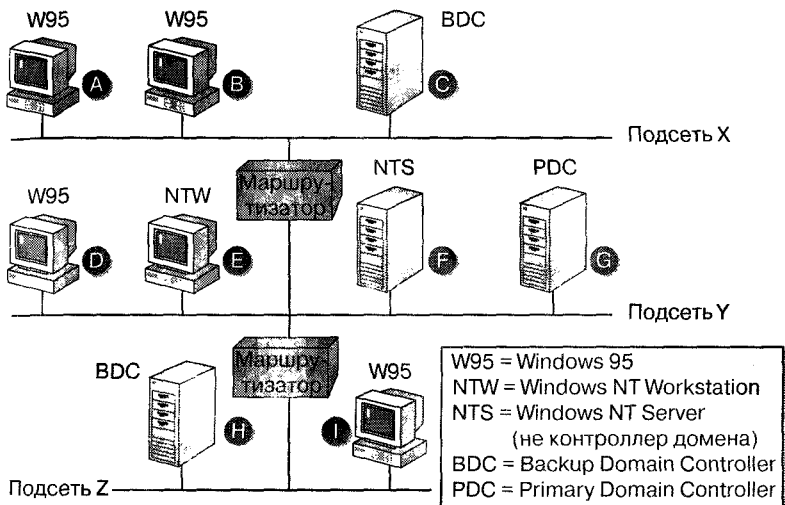 W95
W95
BDC
A
B
C
Подсеть X
Маршру-
тизатор
W95
NTW
NTS
PDC
D
E
F
G
Подсеть Y
Маршру-
тизатор
BDC
W95
H
I
Подсеть Z
W95 = Windows 95
NTW = Windows NT Workstation
NTS = Windows NT Server
(не контроллер домена)
BDC = Backup Domain Controller
PDC = Primary Domain Controller